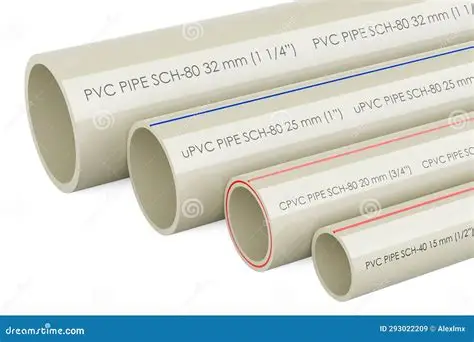 PVC PIPE SCH-80 32 mm (1 1/4") PVC PIPE SCH-80 32 mm (1 1/4")
uPVC PIPE SCH-80 25 mm (1") uPVC PIPE SCH-80 25 mm
CPVC PIPE SCH-80 20 mm (3/4") CPVC PIPE S
PVC PIPE SCH-40 15 mm (1/2")
dreamstime.com
ID 293022209 © Alexlmx